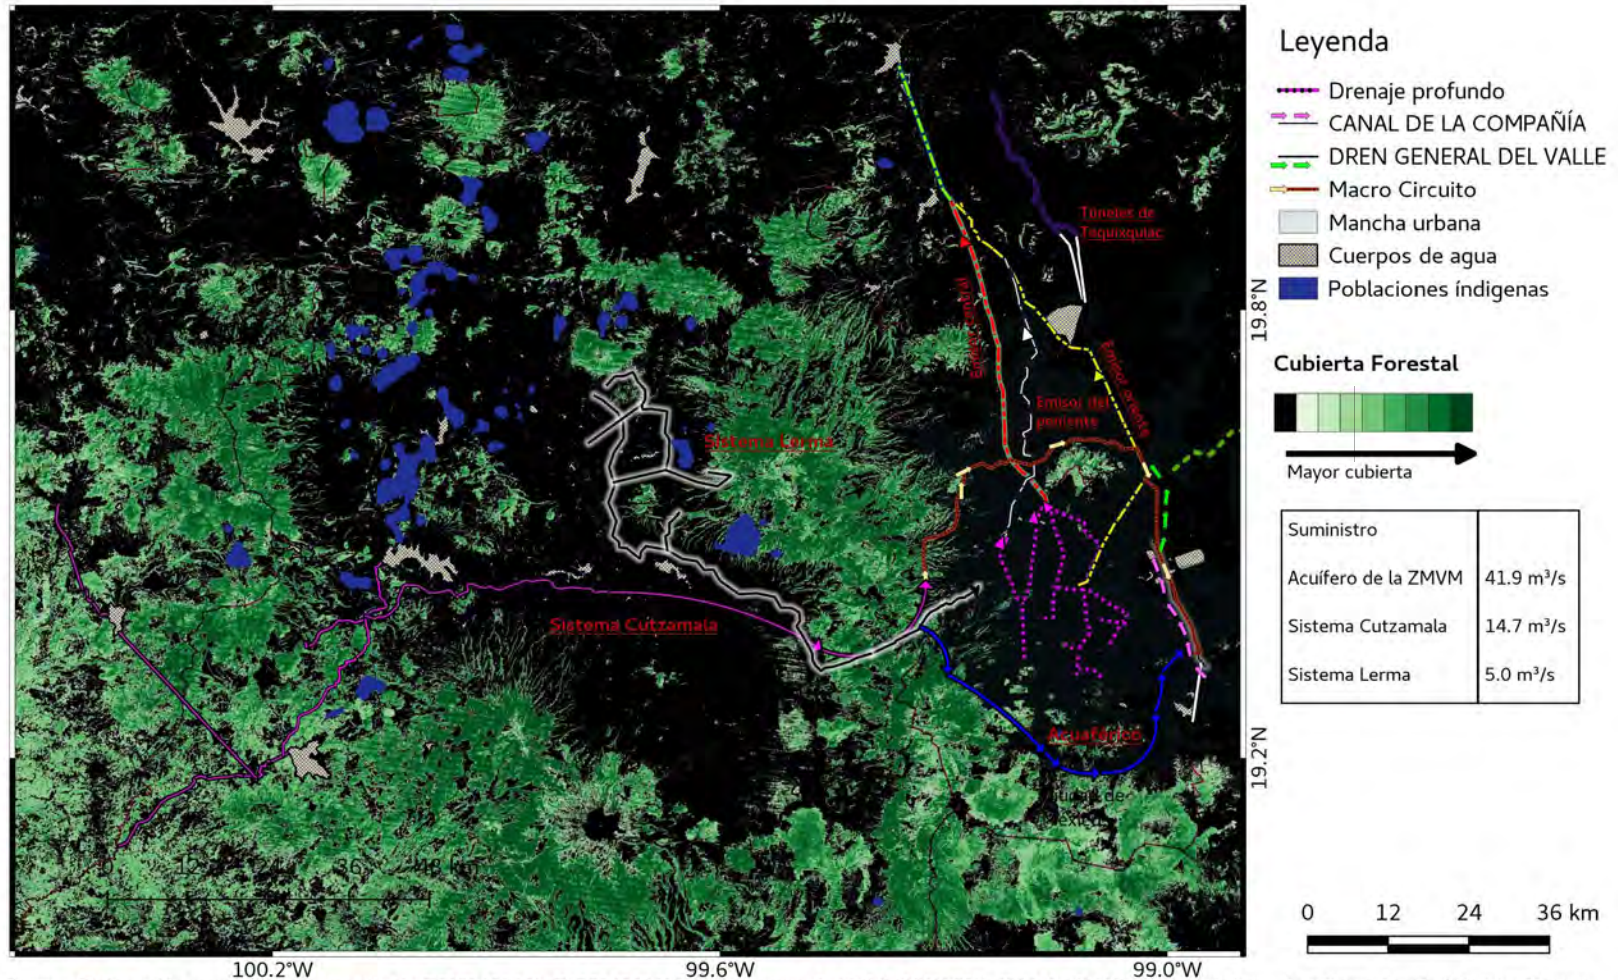 Leyenda
Drenaje profundo
CANAL DE LA COMPAÑÍA
DREN GENERAL DEL VALLE
Macro Circuito
Mancha urbana
Cuerpos de agua
Poblaciones índigenas
Cubierta Forestal
Mayor cubierta
Suministro
Acuífero de la ZMVM 41.9 m³/s
Sistema Cutzamala 14.7 m³/s
Sistema Lerma 5.0 m³/s
0 12 24 36 km
Túneles de
Tequixquiac
Emisor central
Emisor oriente
Emisor del
poniente
Sistema Lerma
Sistema Cutzamala
Acuaférico
19.8°N
19.2°N
100.2°W
99.6°W
99.0°W